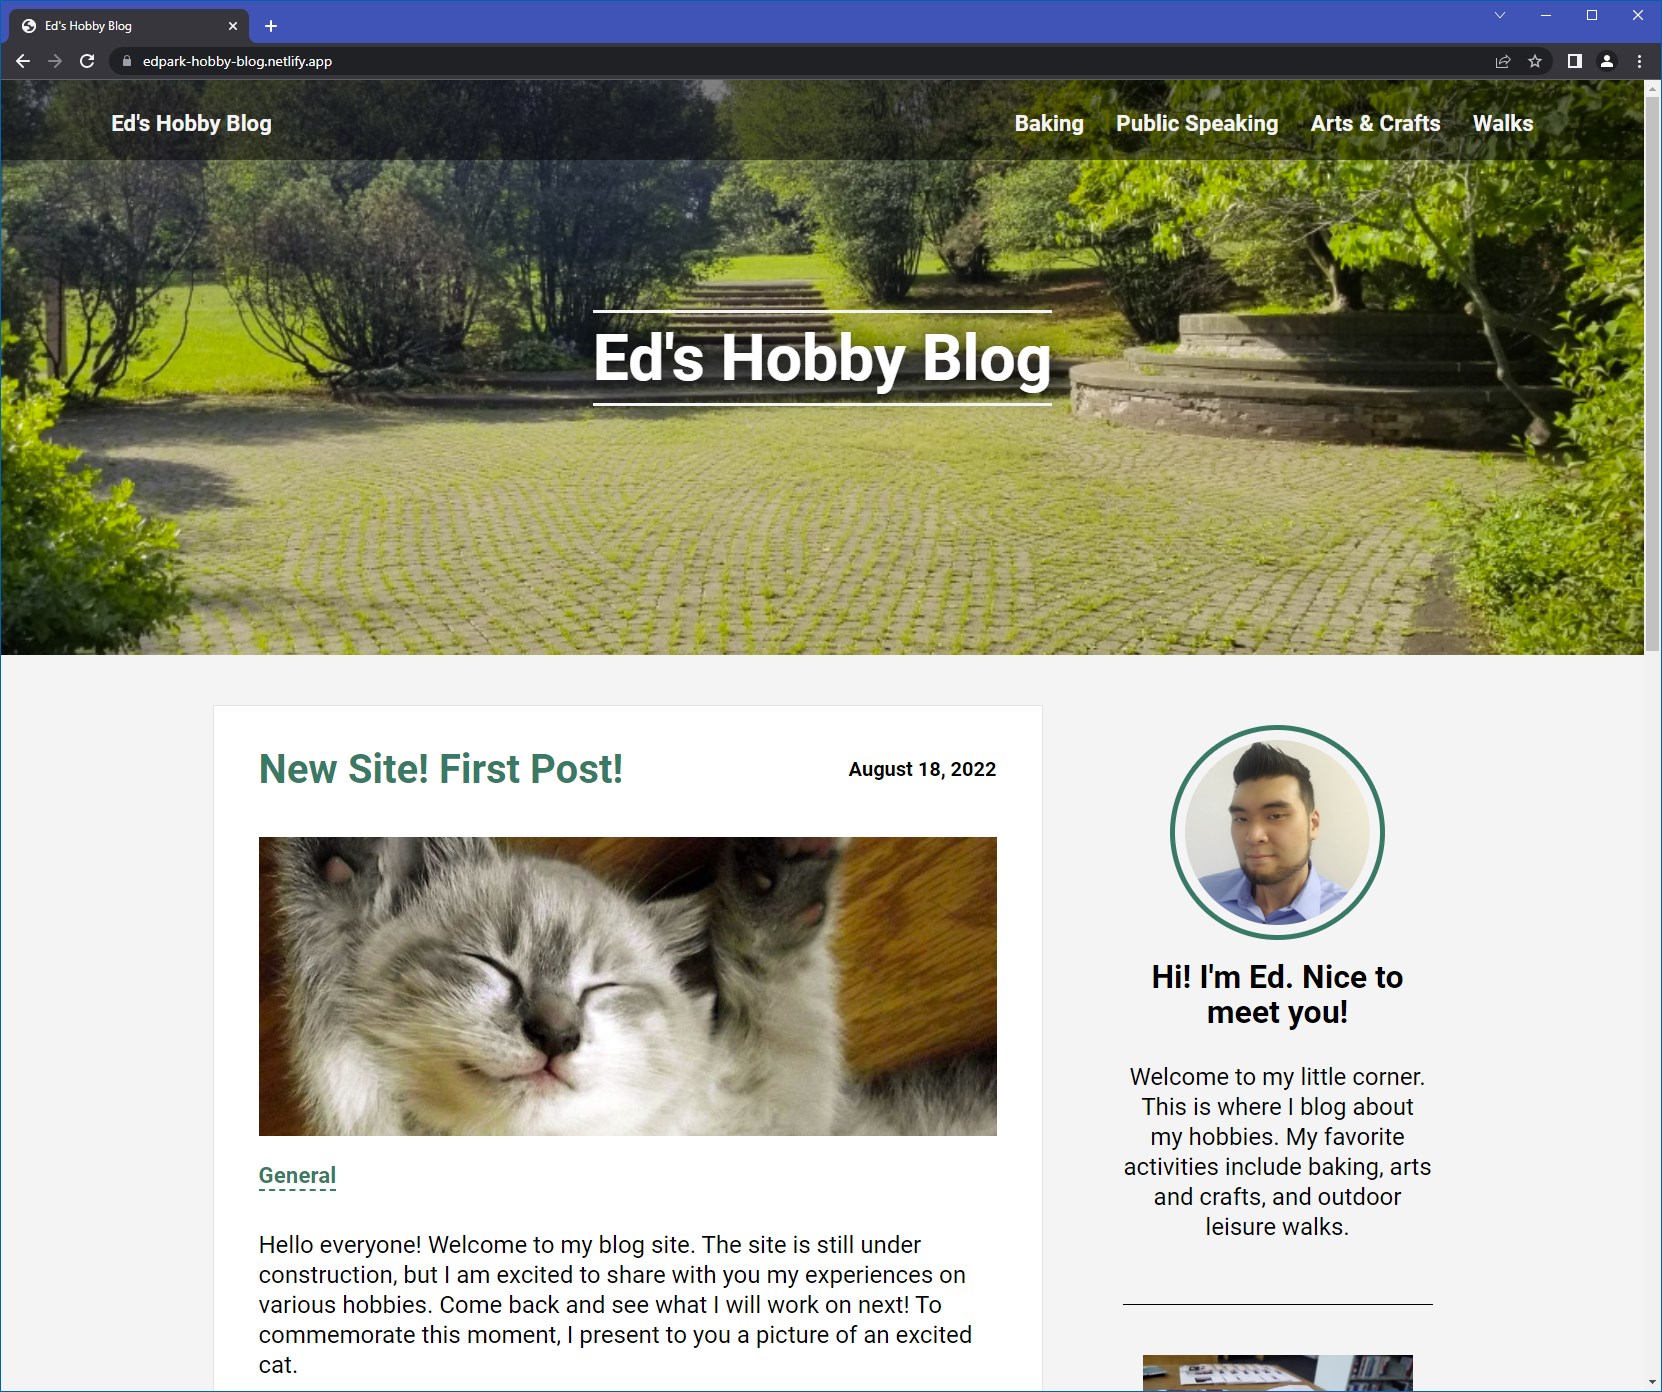 Ed's Hobby Blog
edpark-hobby-blog.netlify.app
Ed's Hobby Blog
Baking
Public Speaking
Arts & Crafts
Walks
Ed's Hobby Blog
New Site! First Post!
August 18, 2022
General
Hello everyone! Welcome to my blog site. The site is still under
construction, but I am excited to share with you my experiences on
various hobbies. Come back and see what I will work on next! To
commemorate this moment, I present to you a picture of an excited
cat.
Hi! I'm Ed. Nice to
meet you!
Welcome to my little corner.
This is where I blog about
my hobbies. My favorite
activities include baking, arts
and crafts, and outdoor
leisure walks.